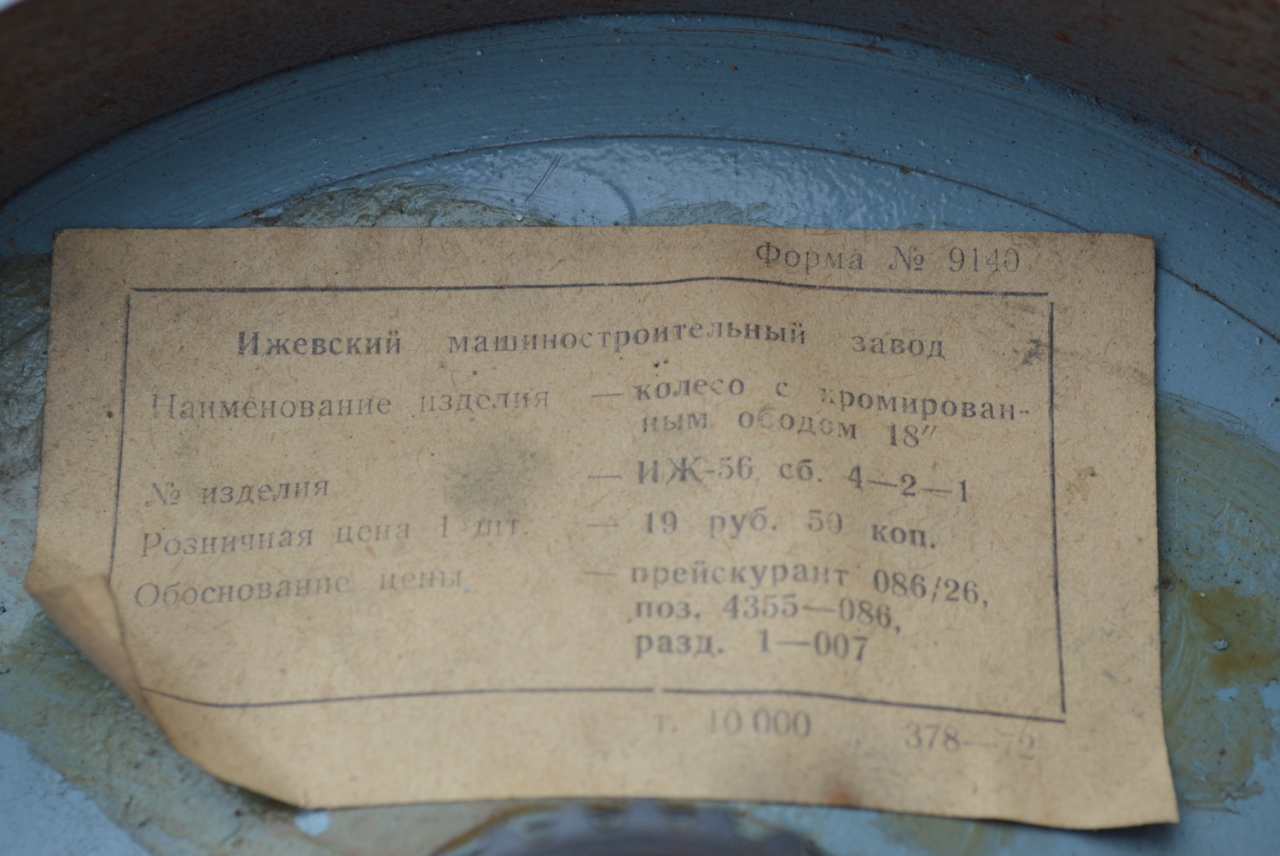 Форма № 9140
Ижевский машиностроительный завод
Наименование изделия — колесо с хромирован-
ным ободом 18″
№ изделия — ИЖ-56 сб. 4—2—1
Розничная цена 1 шт. — 19 руб. 50 коп.
Обоснование цены — прейскурант 086/26,
поз. 4355—086,
разд. 1—007
т. 10 000 378—72